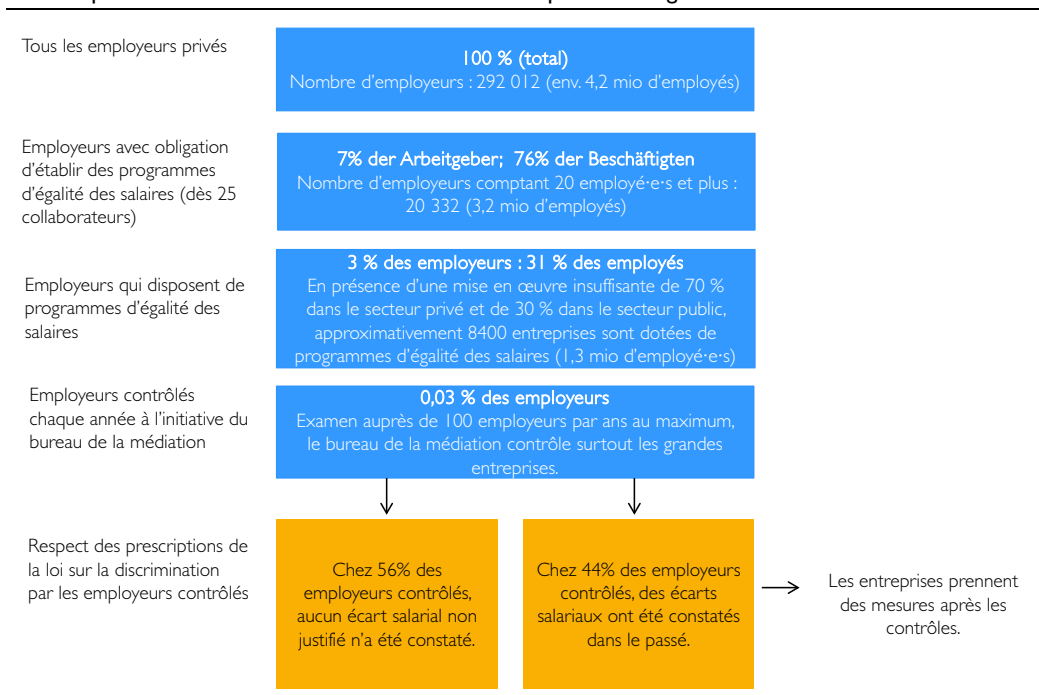 Tous les employeurs privés
100 % (total)
Nombre d'employeurs : 292 012 (env. 4,2 mio d'employés)
Employeurs avec obligation
d'établir des programmes
d'égalité des salaires (dès 25
collaborateurs)
7% der Arbeitgeber; 76% der Beschäftigten
Nombre d'employeurs comptant 20 employé·e·s et plus :
20 332 (3,2 mio d'employés)
Employeurs qui disposent de
programmes d'égalité des
salaires
3 % des employeurs : 31 % des employés
En présence d'une mise en œuvre insuffisante de 70 %
dans le secteur privé et de 30 % dans le secteur public,
approximativement 8400 entreprises sont dotées de
programmes d'égalité des salaires (1,3 mio d'employé·e·s)
Employeurs contrôlés
chaque année à l'initiative du
bureau de la médiation
0,03 % des employeurs
Examen auprès de 100 employeurs par ans au maximum,
le bureau de la médiation contrôle surtout les grandes
entreprises.
Respect des prescriptions de
la loi sur la discrimination
par les employeurs contrôlés
Chez 56% des
employeurs contrôlés,
aucun écart salarial non
justifié n'a été constaté.
Chez 44% des employeurs
contrôlés, des écarts
salariaux ont été constatés
dans le passé.
Les entreprises prennent
des mesures après les
contrôles.